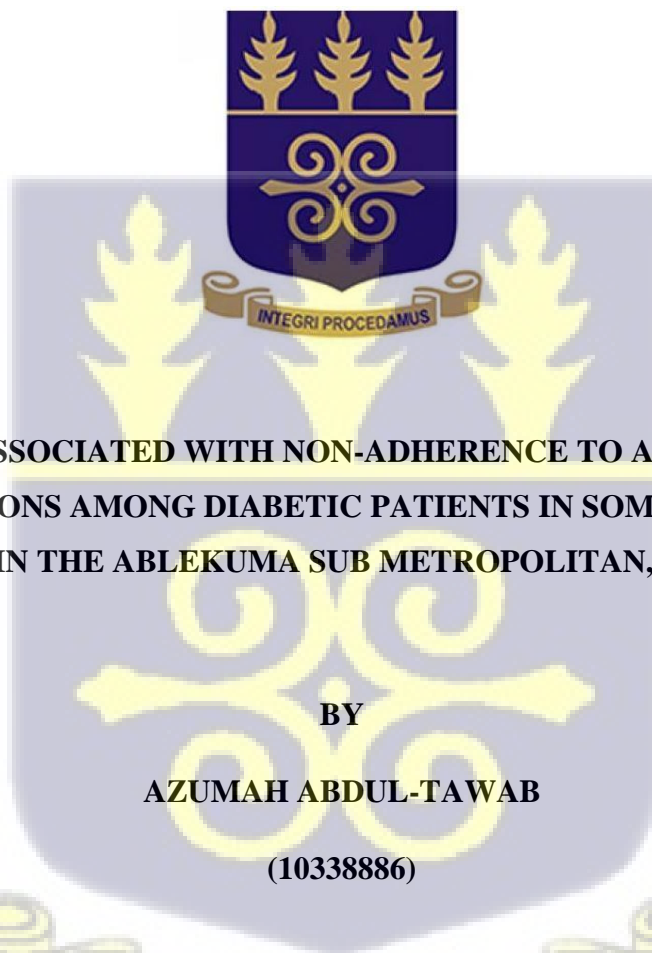 INTEGRI PROCEDAMUS
SSOCIATED WITH NON-ADHERENCE TO A
ONS AMONG DIABETIC PATIENTS IN SOM
IN THE ABLEKUMA SUB METROPOLITAN,
BY
AZUMAH ABDUL-TAWAB
(10338886)